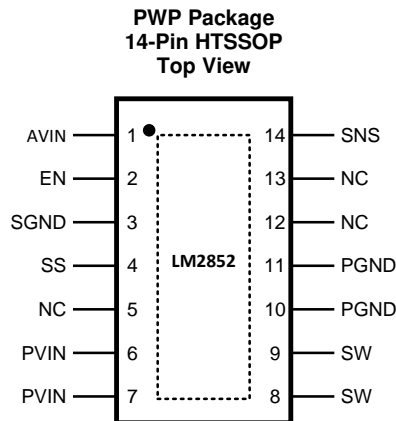 PWP Package
14-Pin HTSSOP
Top View
AVIN 1 14 SNS
EN 2 13 NC
SGND 3 12 NC
SS 4 LM2852 11 PGND
NC 5 10 PGND
PVIN 6 9 SW
PVIN 7 8 SW